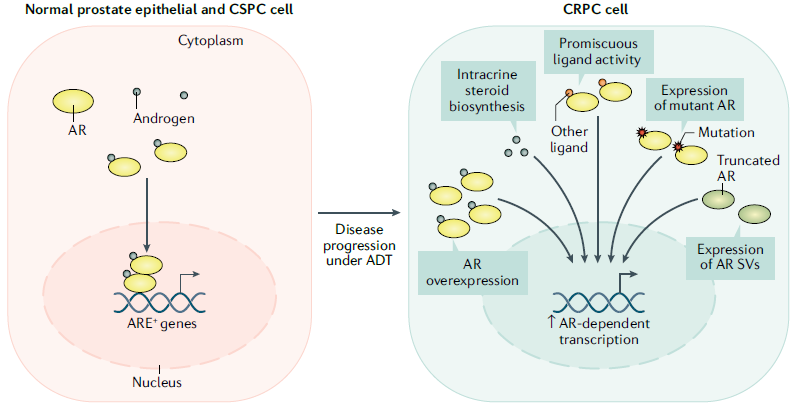 Normal prostate epithelial and CSPC cell
Cytoplasm
AR
Androgen
ARE⁺ genes
Nucleus
Disease
progression
under ADT
CRPC cell
Promiscuous
ligand activity
Intracrine
steroid
biosynthesis
Other
ligand
Expression
of mutant AR
Mutation
Truncated
AR
AR
overexpression
Expression
of AR SVs
↑ AR-dependent
transcription